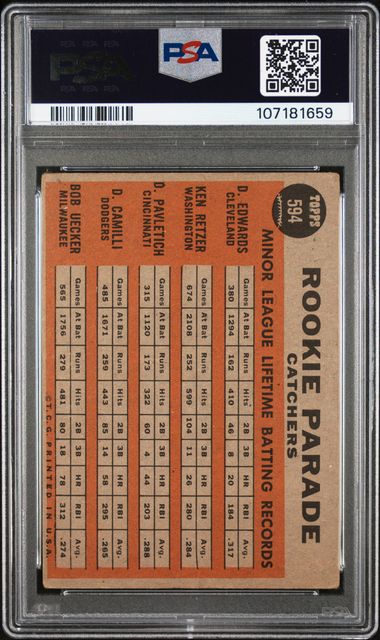 PSA
107181659
TOPPS
594
ROOKIE PARADE
CATCHERS
MINOR LEAGUE LIFETIME BATTING RECORDS
D. EDWARDS
CLEVELAND
Games At Bat Runs Hits 2B 3B HR RBI Avg.
380 1294 162 410 46 8 20 184 .317
KEN RETZER
WASHINGTON
Games At Bat Runs Hits 2B 3B HR RBI Avg.
674 2108 252 599 104 11 26 280 .284
D. PAVLETICH
CINCINNATI
Games At Bat Runs Hits 2B 3B HR RBI Avg.
315 1120 173 322 60 4 44 203 .288
D. CAMILLI
DODGERS
Games At Bat Runs Hits 2B 3B HR RBI Avg.
485 1671 259 443 85 14 58 295 .265
BOB UECKER
MILWAUKEE
Games At Bat Runs Hits 2B 3B HR RBI Avg.
565 1756 279 481 80 18 78 312 .274
© T.C.G. PRINTED IN U.S.A.